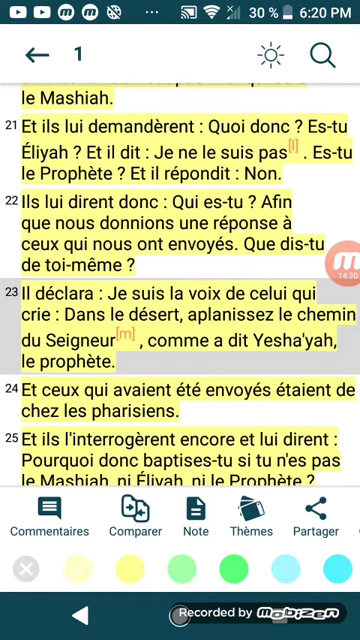 30 % 6:20 PM
1
le Mashiah.
21 Et ils lui demandèrent : Quoi donc ? Es-tu
Éliyah ? Et il dit : Je ne le suis pas[l] . Es-tu
le Prophète ? Et il répondit : Non.
22 Ils lui dirent donc : Qui es-tu ? Afin
que nous donnions une réponse à
ceux qui nous ont envoyés. Que dis-tu
de toi-même ?
14:30
23 Il déclara : Je suis la voix de celui qui
crie : Dans le désert, aplanissez le chemin
du Seigneur[m] , comme a dit Yesha'yah,
le prophète.
24 Et ceux qui avaient été envoyés étaient de
chez les pharisiens.
25 Et ils l'interrogèrent encore et lui dirent :
Pourquoi donc baptises-tu si tu n'es pas
le Mashiah, ni Éliyah, ni le Prophète ?
Commentaires Comparer Note Thèmes Partager
Recorded by mobizen